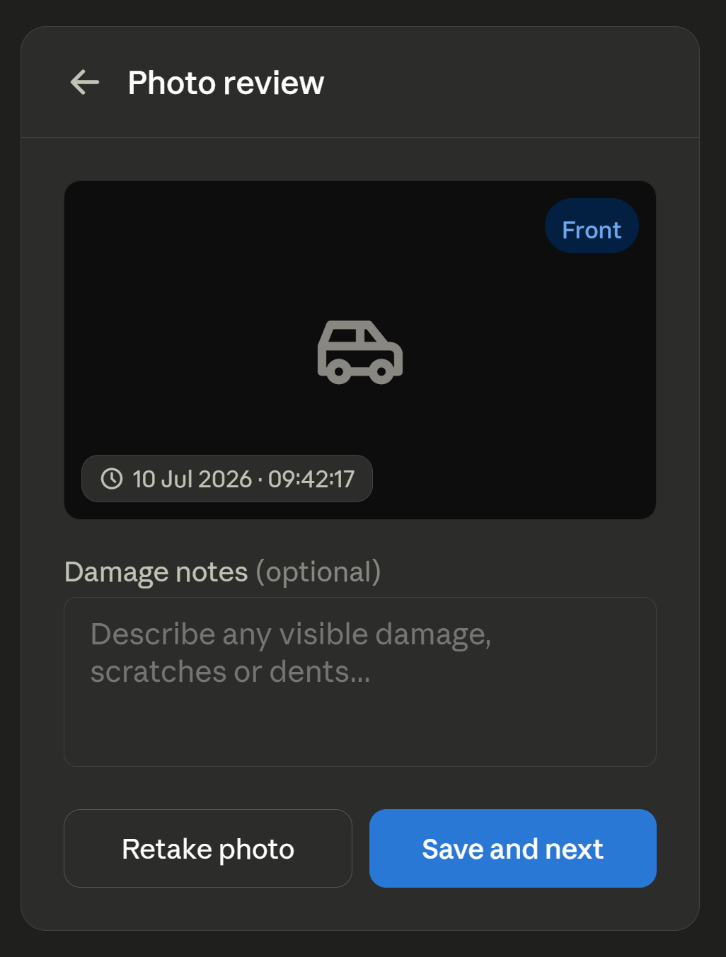 Photo review
Front
10 Jul 2026 · 09:42:17
Damage notes (optional)
Describe any visible damage,
scratches or dents...
Retake photo
Save and next